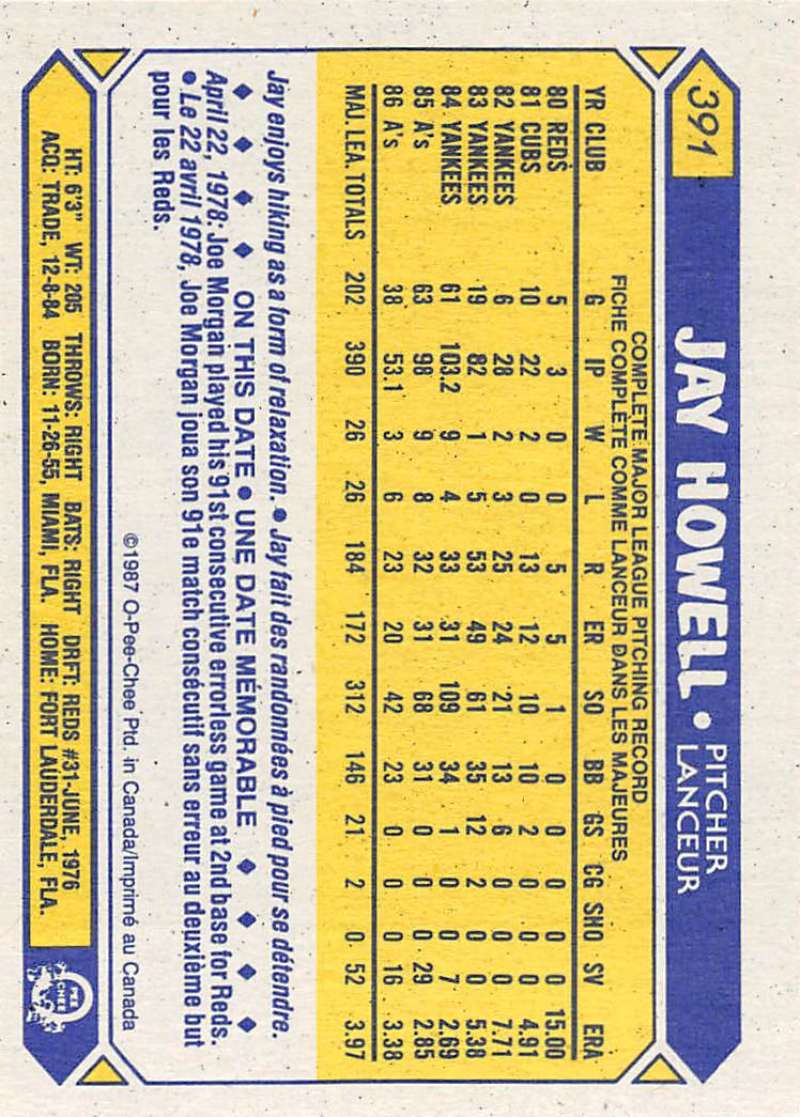 391
JAY HOWELL • PITCHER
LANCEUR
COMPLETE MAJOR LEAGUE PITCHING RECORD
FICHE COMPLÈTE COMME LANCEUR DANS LES MAJEURES
YR CLUB G IP W L R ER SO BB GS CG SHO SV ERA
80 REDS 5 3 0 0 5 5 1 0 0 0 0 0 15.00
81 CUBS 10 22 2 0 13 12 10 10 2 0 0 0 4.91
82 YANKEES 6 28 2 3 25 24 21 13 6 0 0 0 7.71
83 YANKEES 19 82 1 5 53 49 61 35 12 2 0 0 5.38
84 YANKEES 61 103.2 9 4 33 31 109 34 1 0 0 7 2.69
85 A's 63 98 9 8 32 31 68 31 0 0 0 29 2.85
86 A's 38 53.1 3 6 23 20 42 23 0 0 0 16 3.38
MAJ. LEA. TOTALS 202 390 26 26 184 172 312 146 21 2 0 52 3.97
Jay enjoys hiking as a form of relaxation. • Jay fait des randonnées à pied pour se détendre.
♦ ♦ ♦ ♦ ON THIS DATE • UNE DATE MÉMORABLE ♦ ♦ ♦ ♦
April 22, 1978: Joe Morgan played his 91st consecutive errorless game at 2nd base for Reds.
• Le 22 avril 1978, Joe Morgan joua son 91e match consécutif sans erreur au deuxième but
pour les Reds.
©1987 O-Pee-Chee Ptd. in Canada/Imprimé au Canada
HT: 6'3" WT: 205 THROWS: RIGHT BATS: RIGHT DRFT: REDS #31-JUNE, 1976
ACQ: TRADE, 12-8-84 BORN: 11-26-55, MIAMI, FLA. HOME: FORT LAUDERDALE, FLA.
O
PEE
CHEE